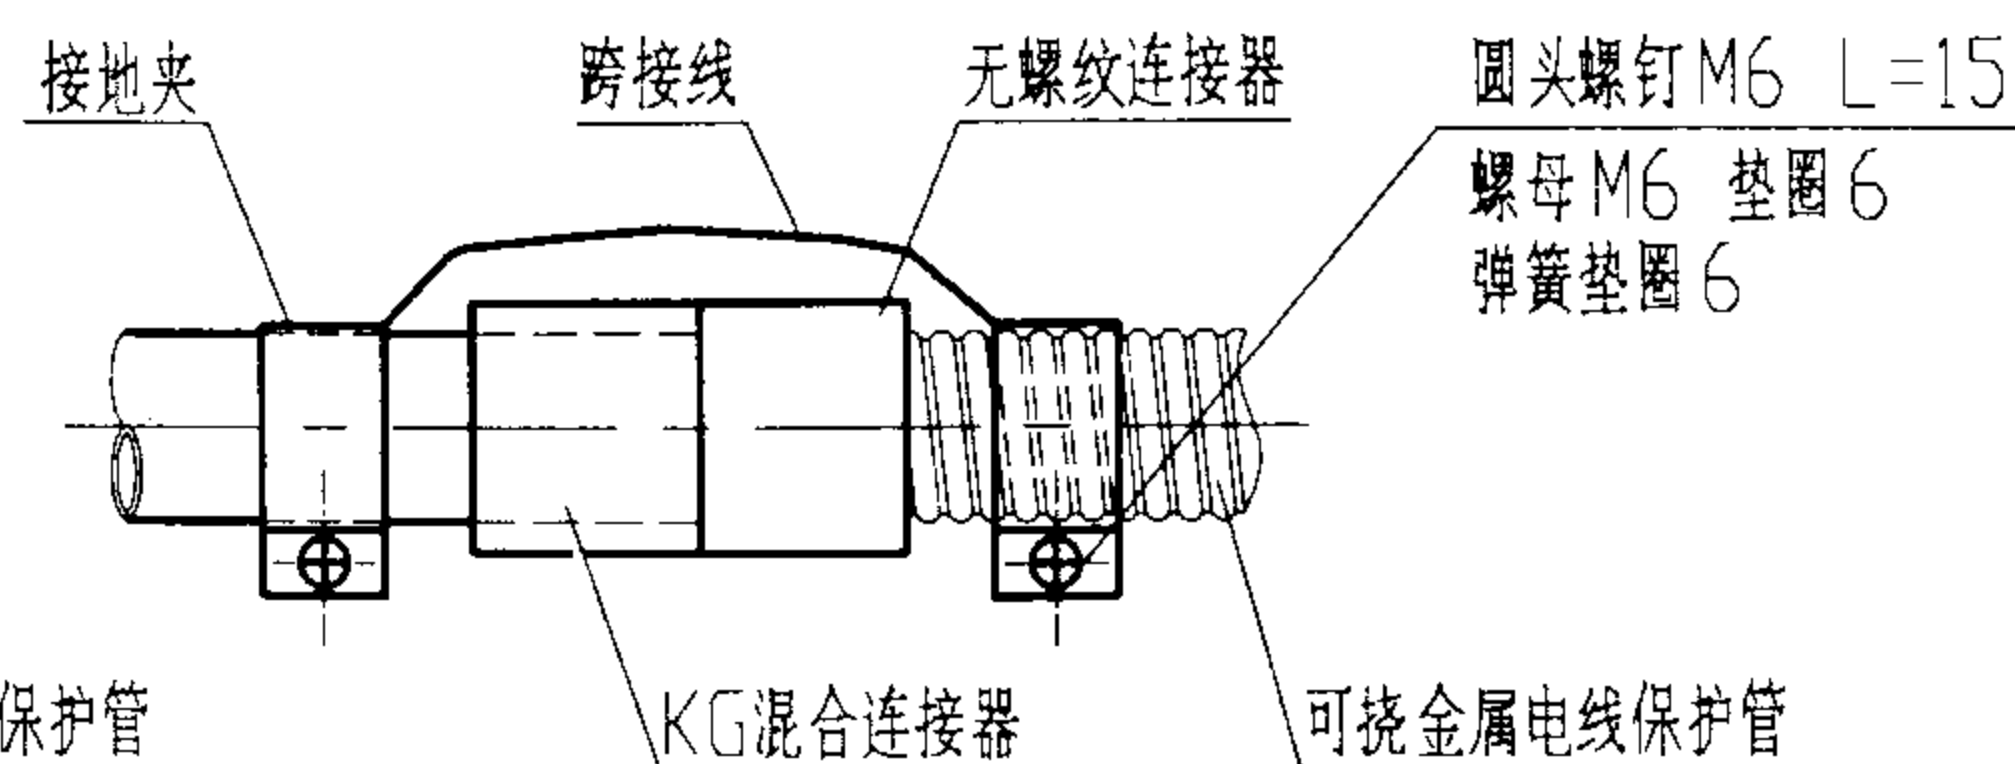 接地夹
跨接线
无螺纹连接器
圆头螺钉M6 L=15
螺母M6 垫圈6
弹簧垫圈6
保护管
KG混合连接器
可挠金属电线保护管